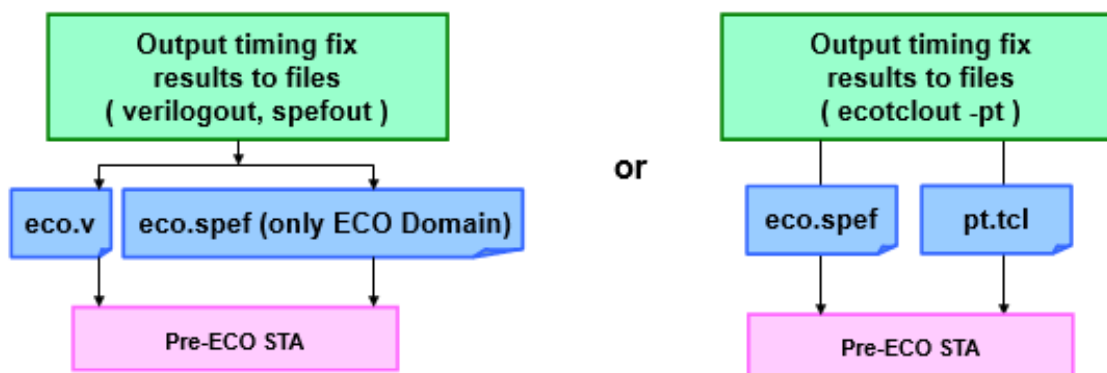 Output timing fix
results to files
( verilogout, spefout )
eco.v
eco.spef (only ECO Domain)
Pre-ECO STA
or
Output timing fix
results to files
( ecotclout -pt )
eco.spef
pt.tcl
Pre-ECO STA